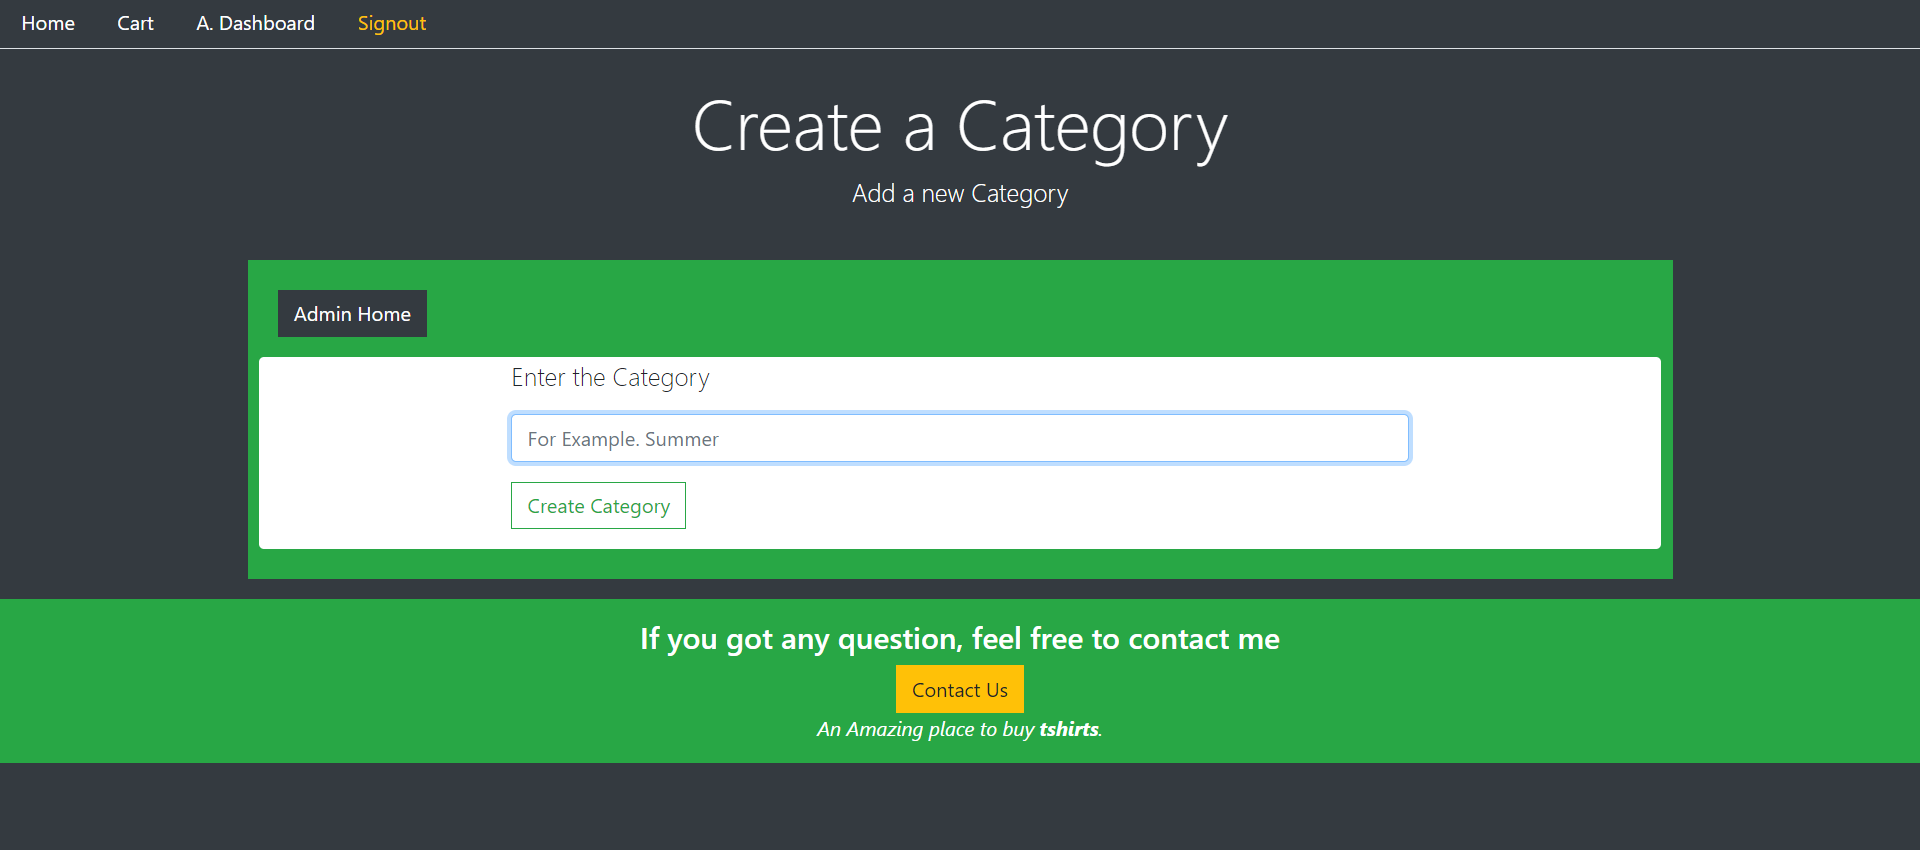 Home Cart A. Dashboard Signout
Create a Category
Add a new Category
Admin Home
Enter the Category
For Example. Summer
Create Category
If you got any question, feel free to contact me
Contact Us
An Amazing place to buy tshirts.